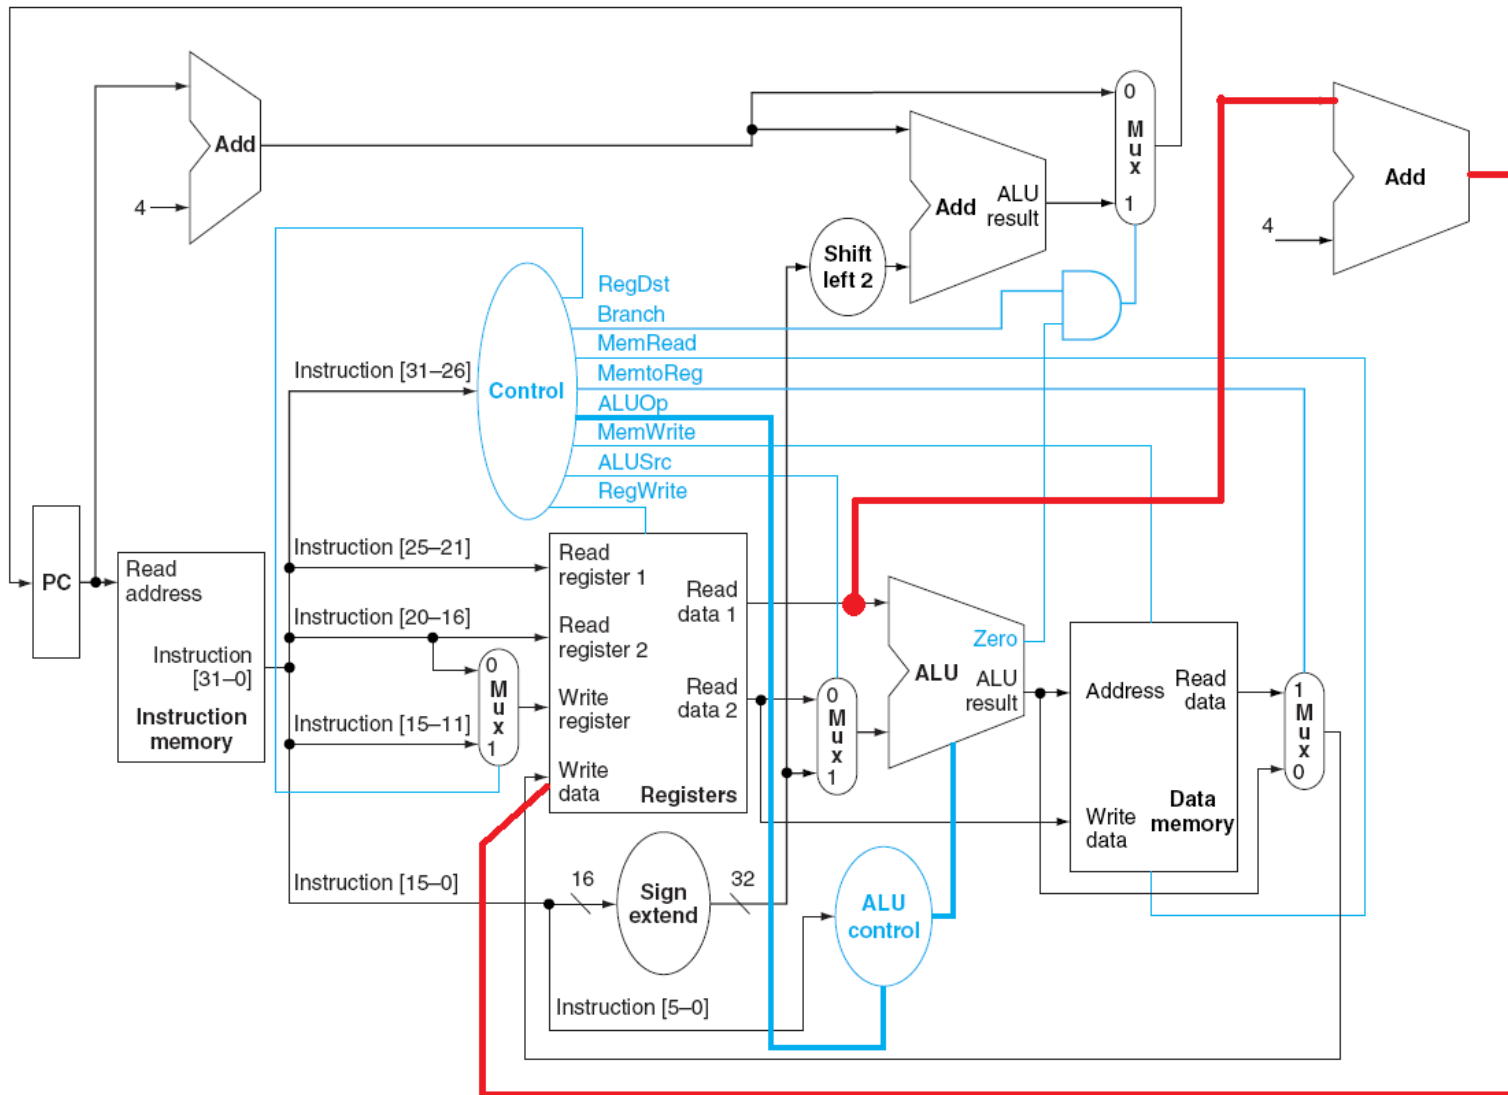 Add
4
0
M
u
x
1
Add
ALU
result
Add
4
Shift
left 2
RegDst
Branch
MemRead
MemtoReg
ALUOp
MemWrite
ALUSrc
RegWrite
Instruction [31–26]
Control
PC
Read
address
Instruction
[31–0]
Instruction
memory
Instruction [25–21]
Instruction [20–16]
Instruction [15–11]
0
M
u
x
1
Read
register 1
Read
register 2
Write
register
Write
data
Read
data 1
Read
data 2
Registers
0
M
u
x
1
Zero
ALU
ALU
result
Address
Read
data
Write
data
Data
memory
1
M
u
x
0
Instruction [15–0]
16
Sign
extend
32
ALU
control
Instruction [5–0]